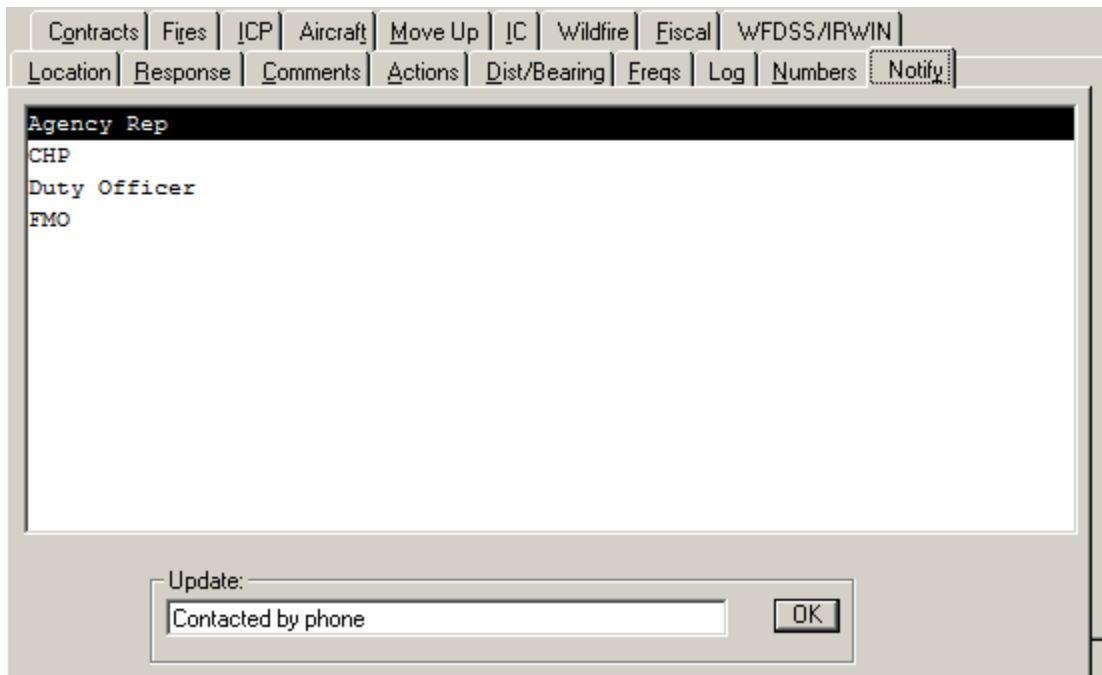 Contracts Fires ICP Aircraft Move Up IC Wildfire Fiscal WFDSS/IRWIN
Location Response Comments Actions Dist/Bearing Freqs Log Numbers Notify
Agency Rep
CHP
Duty Officer
FMO
Update:
Contacted by phone OK